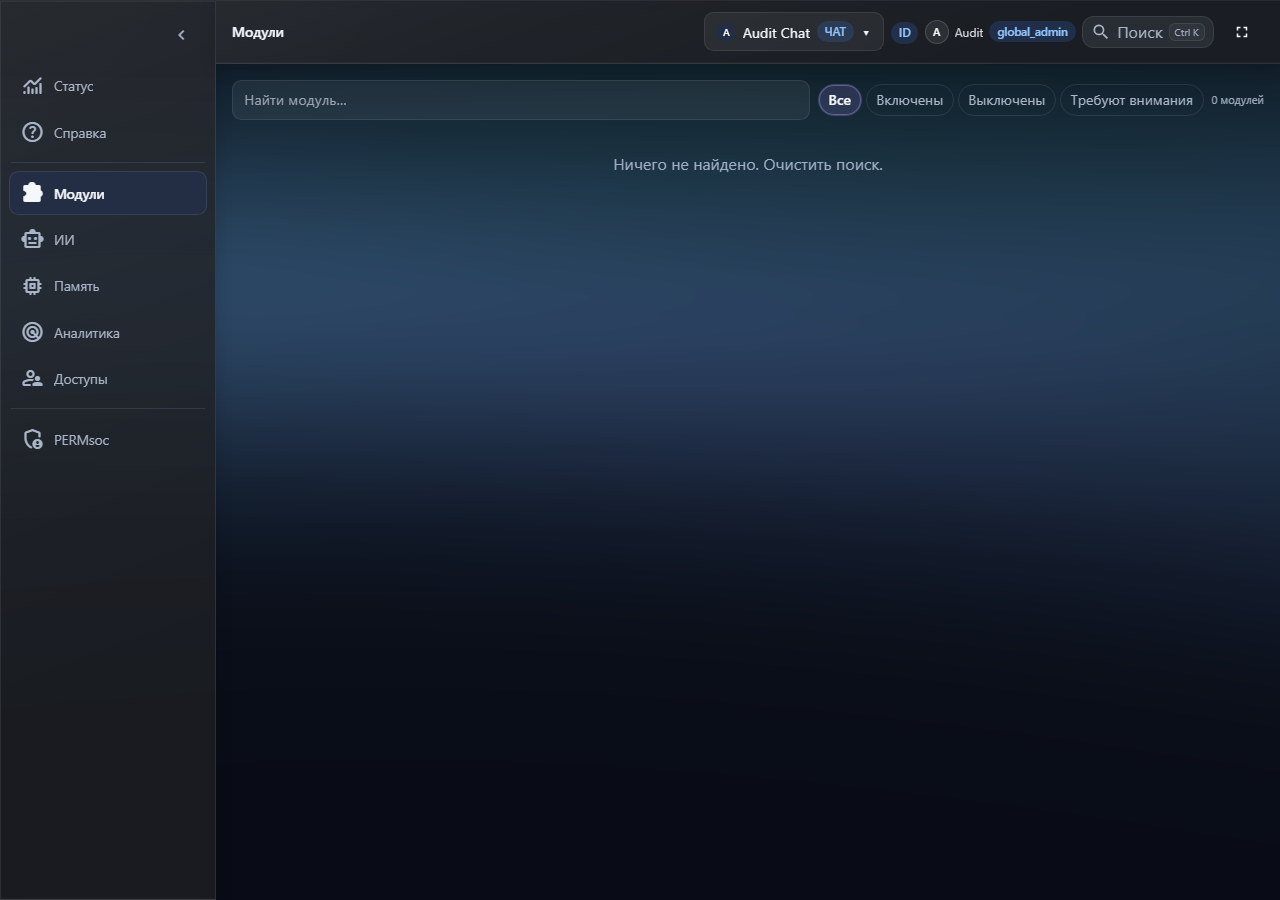 Модули
A Audit Chat ЧАТ ▾ ID A Audit global_admin Поиск Ctrl K
Статус
Справка
Модули
ИИ
Память
Аналитика
Доступы
PERMsoc
Найти модуль...
Все Включены Выключены Требуют внимания 0 модулей
Ничего не найдено. Очистить поиск.